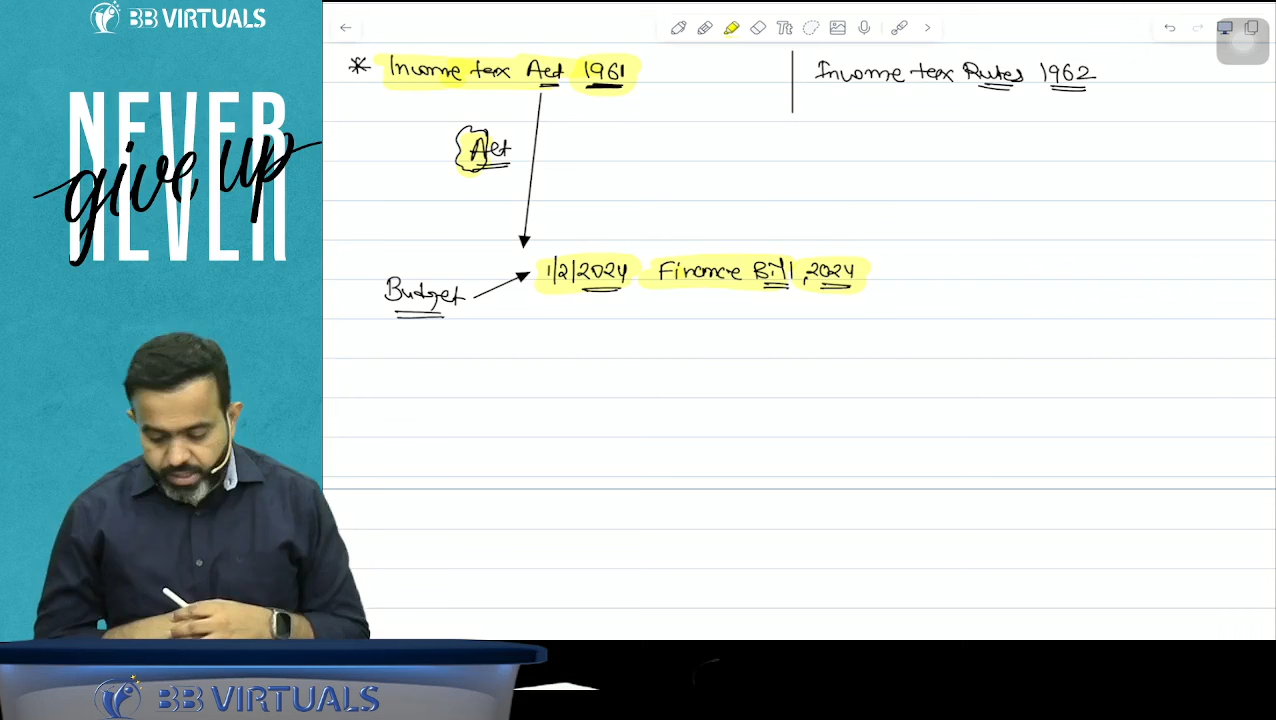 BB VIRTUALS
NEVER
give up
NEVER
* Income tax Act 1961
Income tax Rules 1962
Act
1/2/2024 Finance Bill, 2024
Budget
BB VIRTUALS